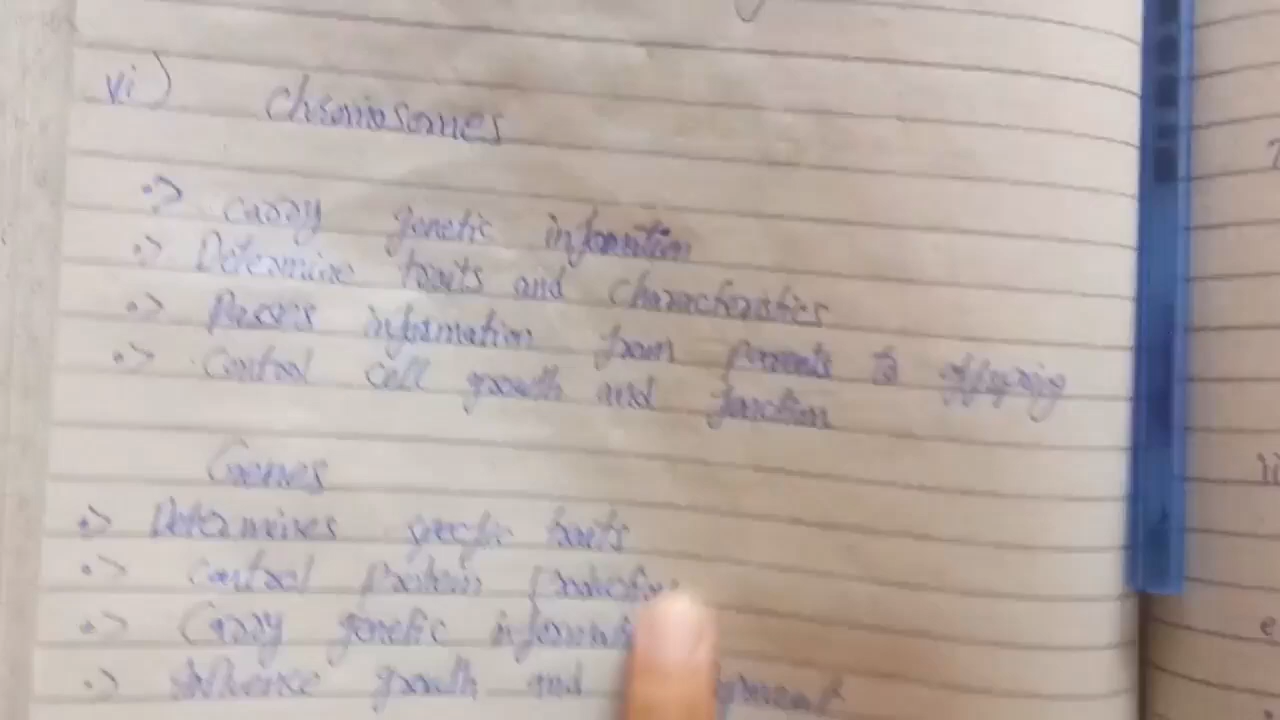 vi) Chromosomes
•> Carry genetic information
•> Determine traits and characteristics
•> Passes information from parents to offspring
•> Control cell growth and function
Genes
•> Determines specific traits
•> Control protein production
•> Carry genetic
•> Influence growth and